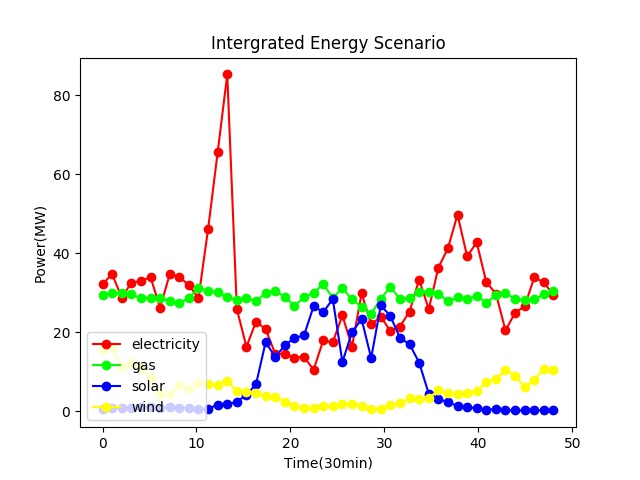 Intergrated Energy Scenario
Power(MW)
80
60
40
20
0
electricity
gas
solar
wind
0 10 20 30 40 50
Time(30min)